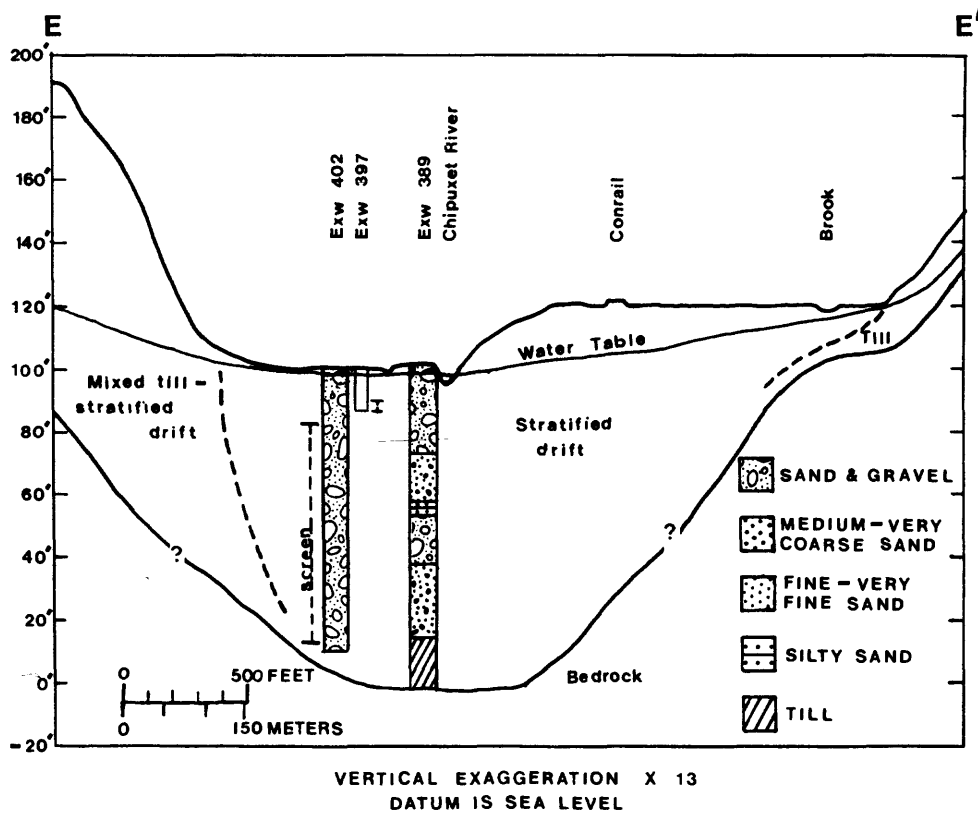 E
E'
200'
180'
160'
140'
120'
100'
80'
60'
40'
20'
0'
-20'
Exw 402
Exw 397
Exw 389
Chipuxet River
Conrail
Brook
Water Table
Till
Mixed till –
stratified
drift
Stratified
drift
screen
?
?
Bedrock
SAND & GRAVEL
MEDIUM – VERY
COARSE SAND
FINE – VERY
FINE SAND
SILTY SAND
TILL
0 500 FEET
0 150 METERS
VERTICAL EXAGGERATION X 13
DATUM IS SEA LEVEL